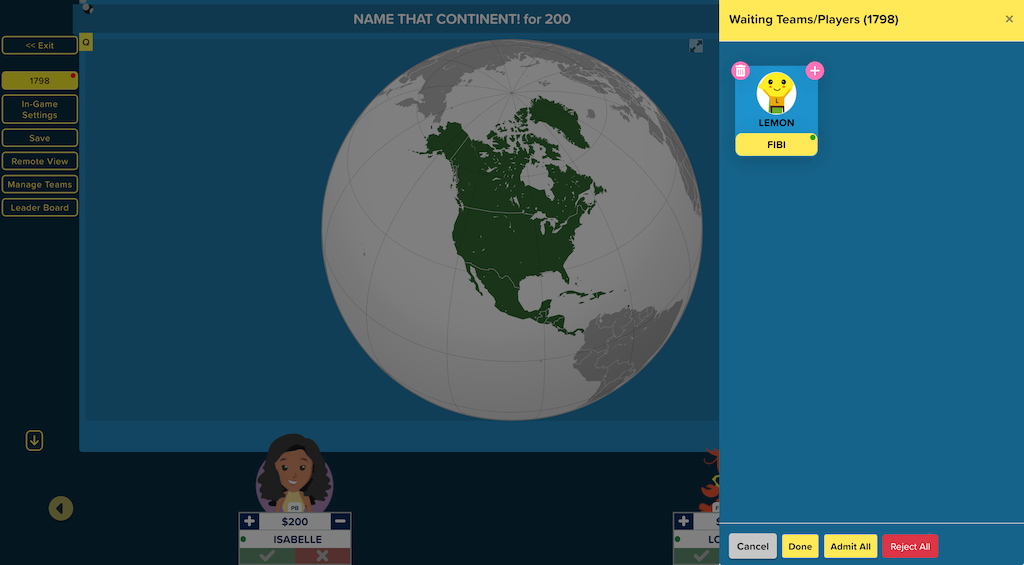 NAME THAT CONTINENT! for 200
Waiting Teams/Players (1798)
×
<< Exit
Q
1798
In-Game
Settings
Save
Remote View
Manage Teams
Leader Board
L
LEMON
FIBI
PB
$200
ISABELLE
Cancel
Done
Admit All
Reject All